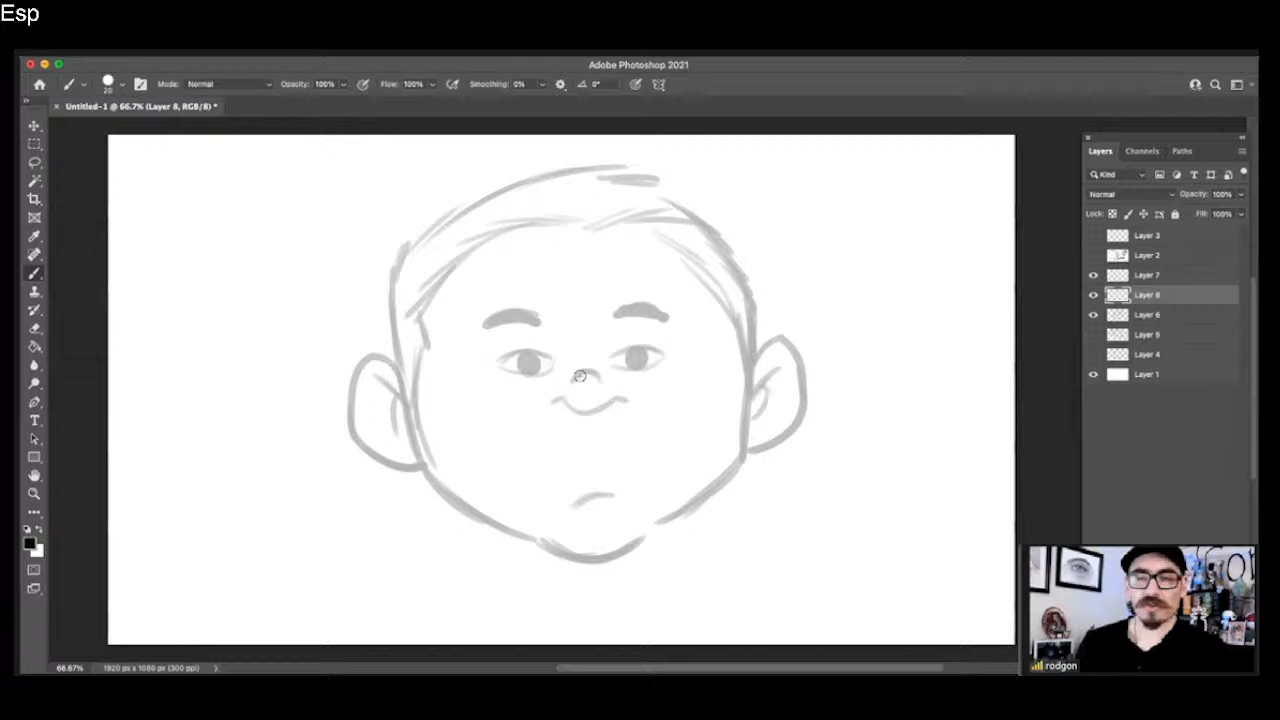 Esp
Adobe Photoshop 2021
20 Mode: Normal Opacity: 100% Flow: 100% Smoothing: 0% 0°
× Untitled-1 @ 66.7% (Layer 8, RGB/8) *
Layers Channels Paths
Kind
Normal Opacity: 100%
Lock: Fill: 100%
Layer 3
Layer 2
Layer 7
Layer 8
Layer 6
Layer 5
Layer 4
Layer 1
rodgon
66.67% 1920 px x 1080 px (300 ppi)